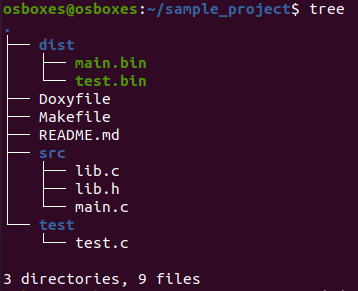 osboxes@osboxes:~/sample_project$ tree
.
├── dist
│   ├── main.bin
│   └── test.bin
├── Doxyfile
├── Makefile
├── README.md
├── src
│   ├── lib.c
│   ├── lib.h
│   └── main.c
└── test
    └── test.c

3 directories, 9 files